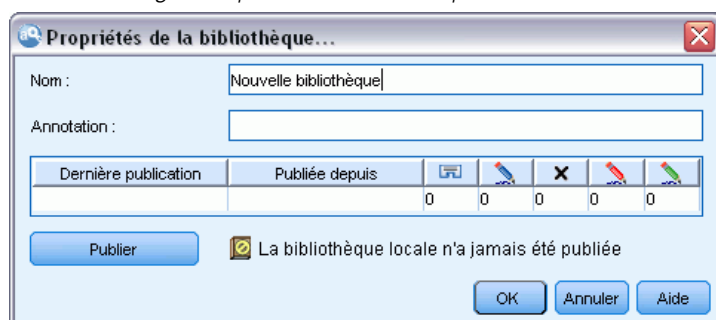 Propriétés de la bibliothèque...
Nom :
Nouvelle bibliothèque
Annotation :
Dernière publication Publiée depuis
0 0 0 0 0
Publier La bibliothèque locale n'a jamais été publiée
OK Annuler Aide